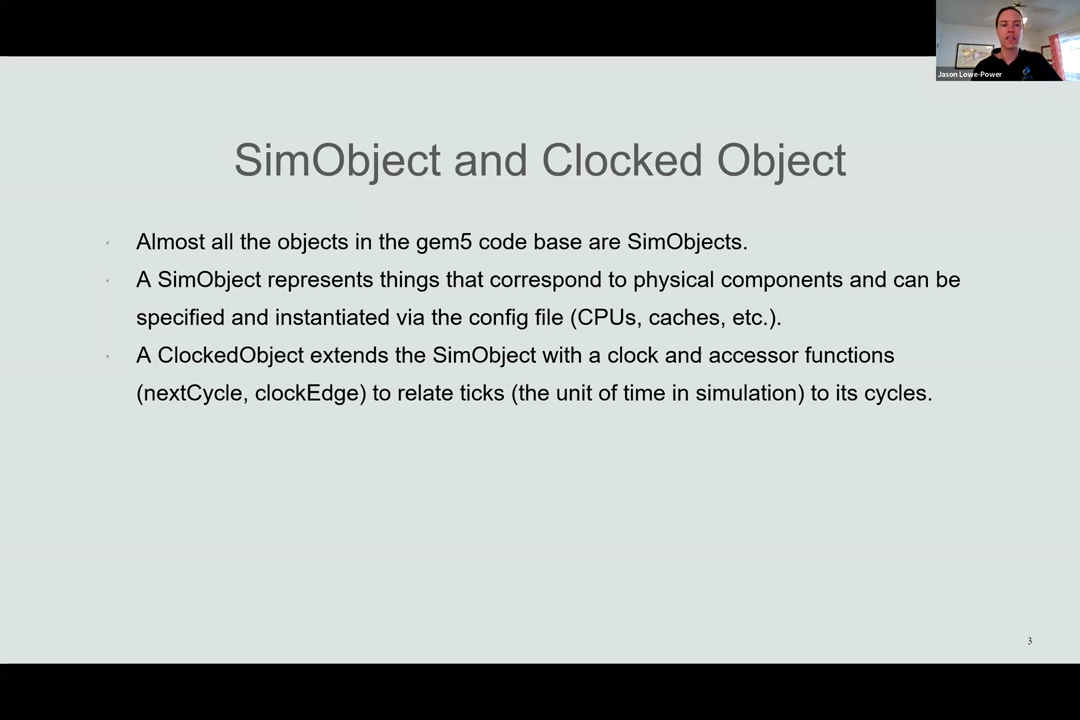 Jason Lowe-Power
SimObject and Clocked Object
· Almost all the objects in the gem5 code base are SimObjects.
· A SimObject represents things that correspond to physical components and can be
specified and instantiated via the config file (CPUs, caches, etc.).
· A ClockedObject extends the SimObject with a clock and accessor functions
(nextCycle, clockEdge) to relate ticks (the unit of time in simulation) to its cycles.
3